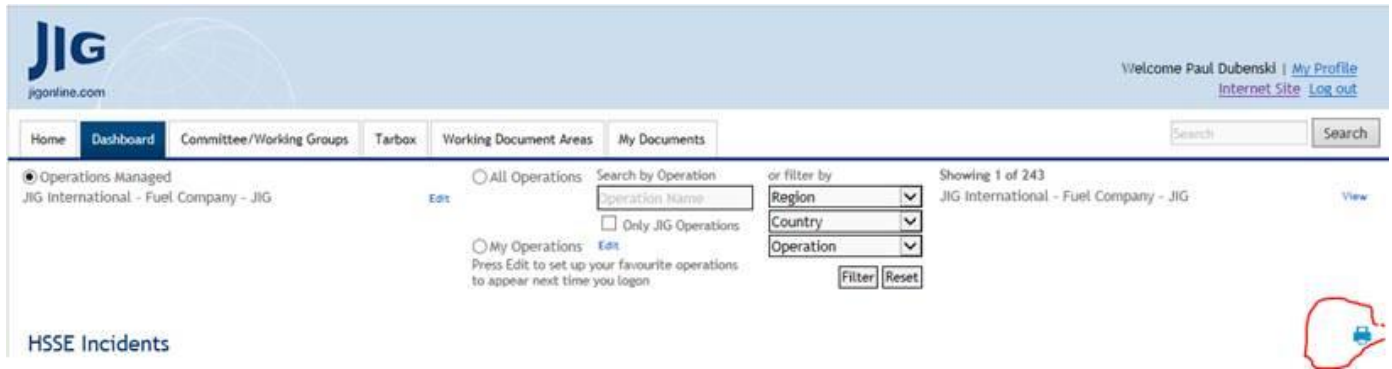 JIG
jigonline.com
Welcome Paul Dubenski | My Profile
Internet Site Log out
Home Dashboard Committee/Working Groups Tarbox Working Document Areas My Documents
Search Search
Operations Managed
JIG International - Fuel Company - JIG Edit
All Operations
Search by Operation
Operation Name
Only JIG Operations
My Operations Edit
Press Edit to set up your favourite operations
to appear next time you logon
or filter by
Region
Country
Operation
Filter Reset
Showing 1 of 243
JIG International - Fuel Company - JIG View
HSSE Incidents